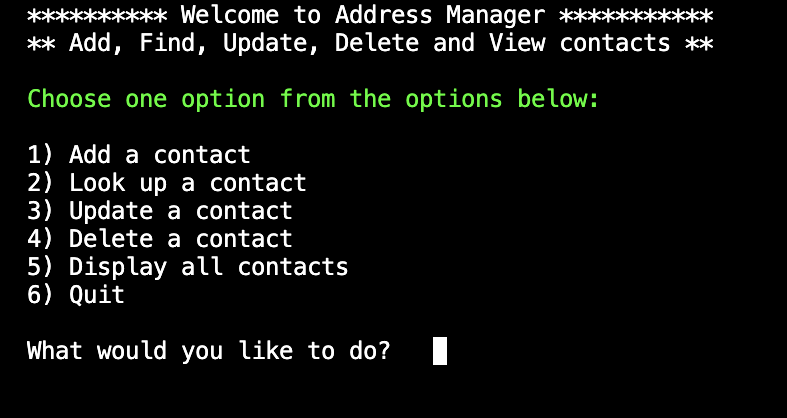 ********** Welcome to Address Manager ***********
** Add, Find, Update, Delete and View contacts **
Choose one option from the options below:
1) Add a contact
2) Look up a contact
3) Update a contact
4) Delete a contact
5) Display all contacts
6) Quit
What would you like to do?